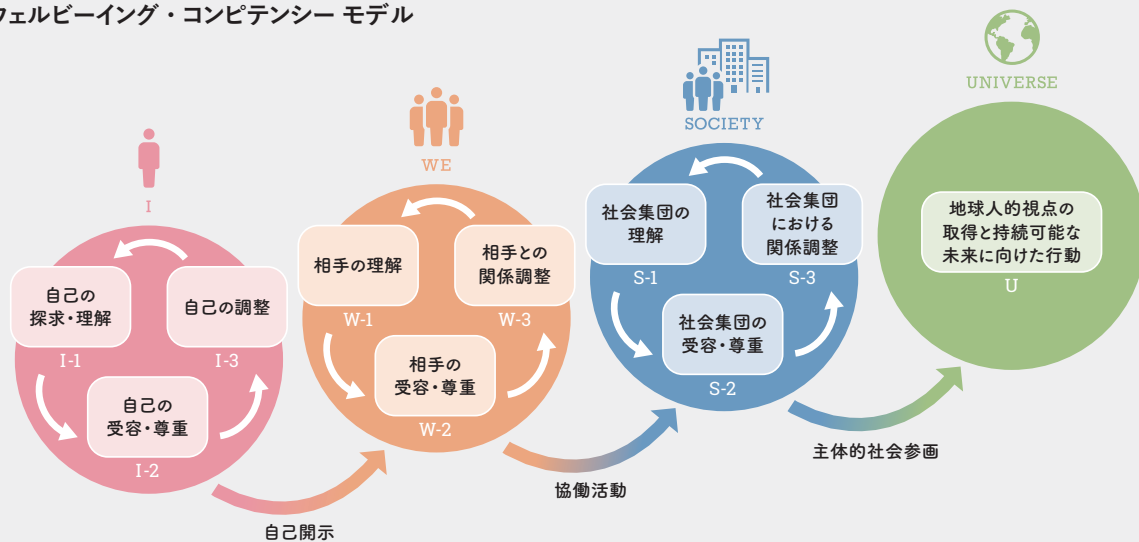 ウェルビーイング・コンピテンシー モデル
I
自己の
探求・理解
I-1
自己の調整
I-3
自己の
受容・尊重
I-2
自己開示
WE
相手の理解
W-1
相手との
関係調整
W-3
相手の
受容・尊重
W-2
協働活動
SOCIETY
社会集団の
理解
S-1
社会集団
における
関係調整
S-3
社会集団の
受容・尊重
S-2
主体的社会参画
UNIVERSE
地球人的視点の
取得と持続可能な
未来に向けた行動
U